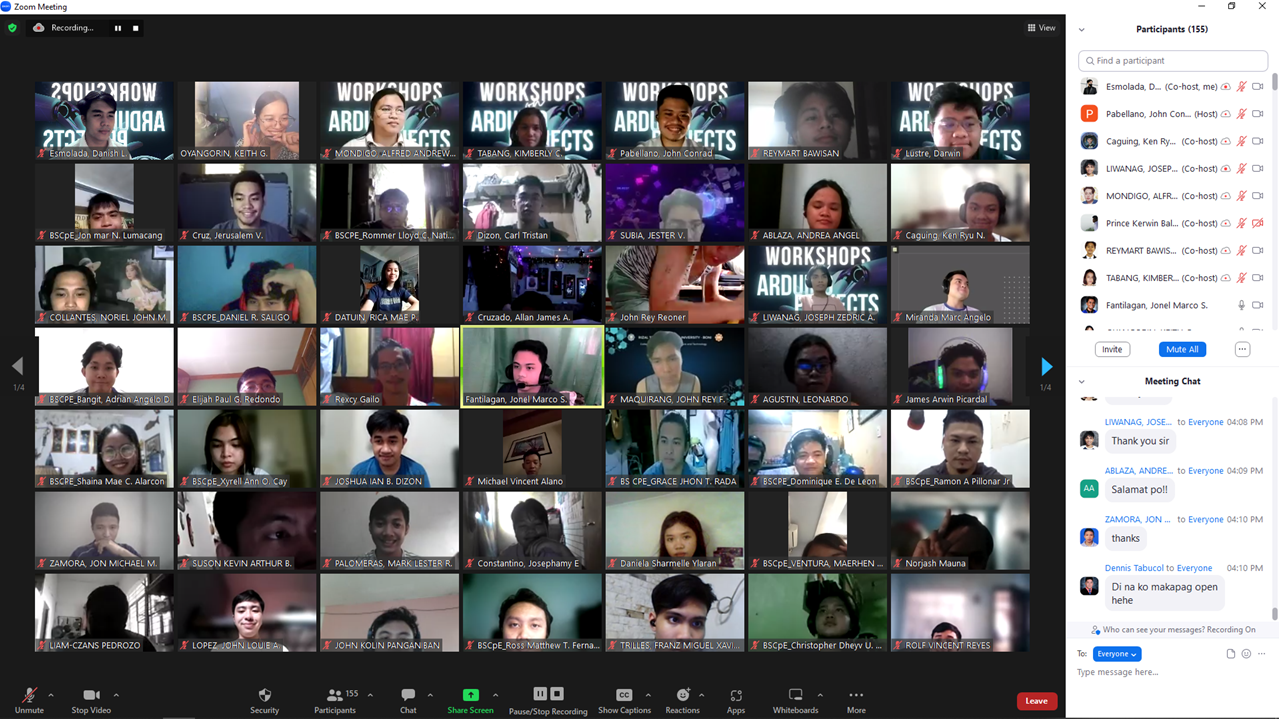 Zoom Meeting
Recording...
View
WORKSHOPS
Esmolada, Danish L.
OYANGORIN, KEITH G.
WORKSHOPS
MONDIGO, ALFRED ANDREW...
WORKSHOPS
TABANG, KIMBERLY C.
WORKSHOPS
Pabellano, John Conrad
REYMART BAWISAN
WORKSHOPS
Lustre, Darwin
BSCpE_Jon mar N. Lumacang
Cruz, Jerusalem V.
BSCPE_Rommer Lloyd C. Nati...
Dizon, Carl Tristan
SUBIA, JESTER V.
ABLAZA, ANDREA ANGEL
Caguing, Ken Ryu N.
COLLANTES, NORIEL JOHN M.
BSCPE_DANIEL R. SALIGO
DATUIN, RICA MAE P.
Cruzado, Allan James A.
John Rey Reoner
WORKSHOPS
LIWANAG, JOSEPH ZEDRIC A.
Miranda Marc Angelo
BSCPE_Bangit, Adrian Angelo D.
Elijah Paul G. Redondo
Rexcy Gailo
Fantilagan, Jonel Marco S.
MAQUIRANG, JOHN REY F.
AGUSTIN, LEONARDO
James Arwin Picardal
1/4
1/4
BSCPE_Shaina Mae C. Alarcon
BSCpE_Xyrell Ann O. Cay
JOSHUA IAN B. DIZON
Michael Vincent Alano
BS CPE_GRACE JHON T. RADA
BSCpE_Dominique E. De Leon
BSCpE_Ramon A Pillonar Jr
ZAMORA, JON MICHAEL M.
SUSON KEVIN ARTHUR B.
PALOMERAS, MARK LESTER R.
Constantino, Josephamy E
Daniela Sharmelle Ylaran
BSCpE_VENTURA, MAERHEN ...
Norjash Mauna
LIAM-CZANS PEDROZO
LOPEZ, JOHN LOUIE A.
JOHN KOLIN PANGANIBAN
BSCpE_Ross Matthew T. Ferna...
TRILLES, FRANZ MIGUEL XAVI...
BSCpE_Christopher Dheyv U. ...
ROLF VINCENT REYES
Unmute
Stop Video
Security
155
Participants
Chat
Share Screen
Pause/Stop Recording
CC
Show Captions
Reactions
Apps
Whiteboards
More
Leave
Participants (155)
Find a participant
Esmolada, D... (Co-host, me)
P
Pabellano, John Con... (Host)
Caguing, Ken Ry... (Co-host)
LIWANAG, JOSEP... (Co-host)
MONDIGO, ALFR... (Co-host)
Prince Kerwin Bal... (Co-host)
REYMART BAWIS... (Co-host)
TABANG, KIMBER... (Co-host)
Fantilagan, Jonel Marco S.
Invite
Mute All
Meeting Chat
LIWANAG, JOSE... to Everyone 04:08 PM
Thank you sir
ABLAZA, ANDRE... to Everyone 04:09 PM
AA
Salamat po!!
ZAMORA, JON ... to Everyone 04:10 PM
thanks
Dennis Tabucol to Everyone 04:10 PM
Di na ko makapag open
hehe
Who can see your messages? Recording On
To: Everyone
Type message here...